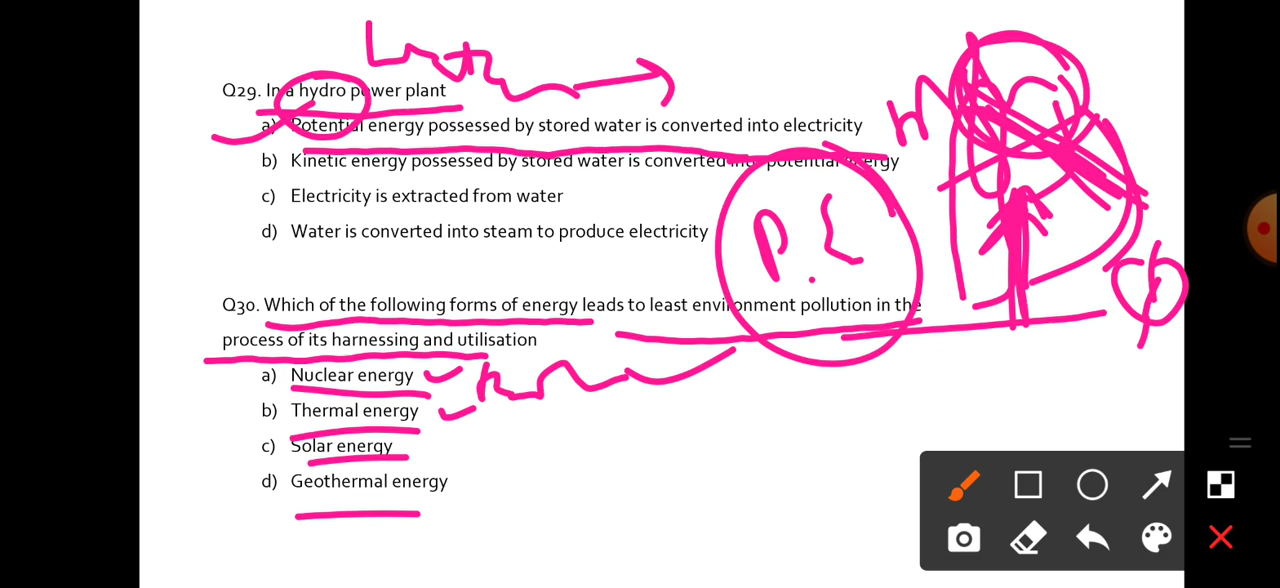 Q29. In a hydro power plant
a) Potential energy possessed by stored water is converted into electricity
b) Kinetic energy possessed by stored water is converted into potential energy
c) Electricity is extracted from water
d) Water is converted into steam to produce electricity
P.E
Q30. Which of the following forms of energy leads to least environment pollution in the
process of its harnessing and utilisation
a) Nuclear energy
b) Thermal energy
c) Solar energy
d) Geothermal energy